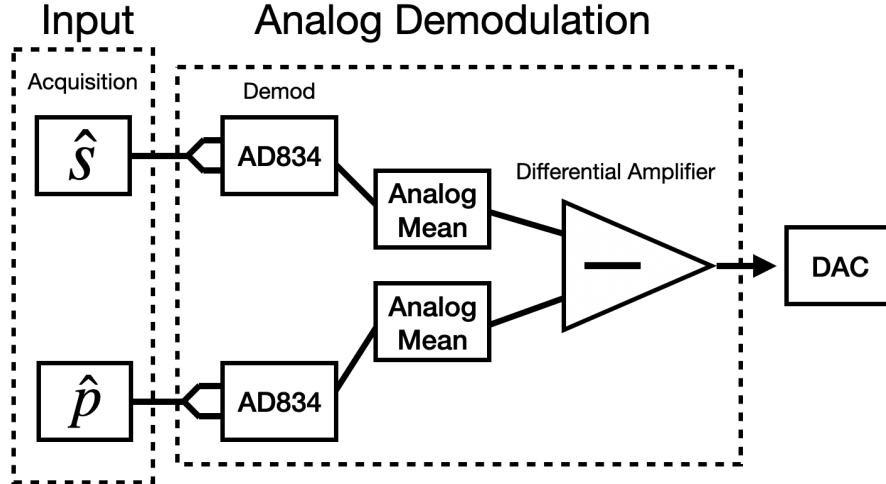 Input
Analog Demodulation
Acquisition
Demod
ŝ
AD834
Analog
Mean
Differential Amplifier
DAC
Analog
Mean
p̂
AD834